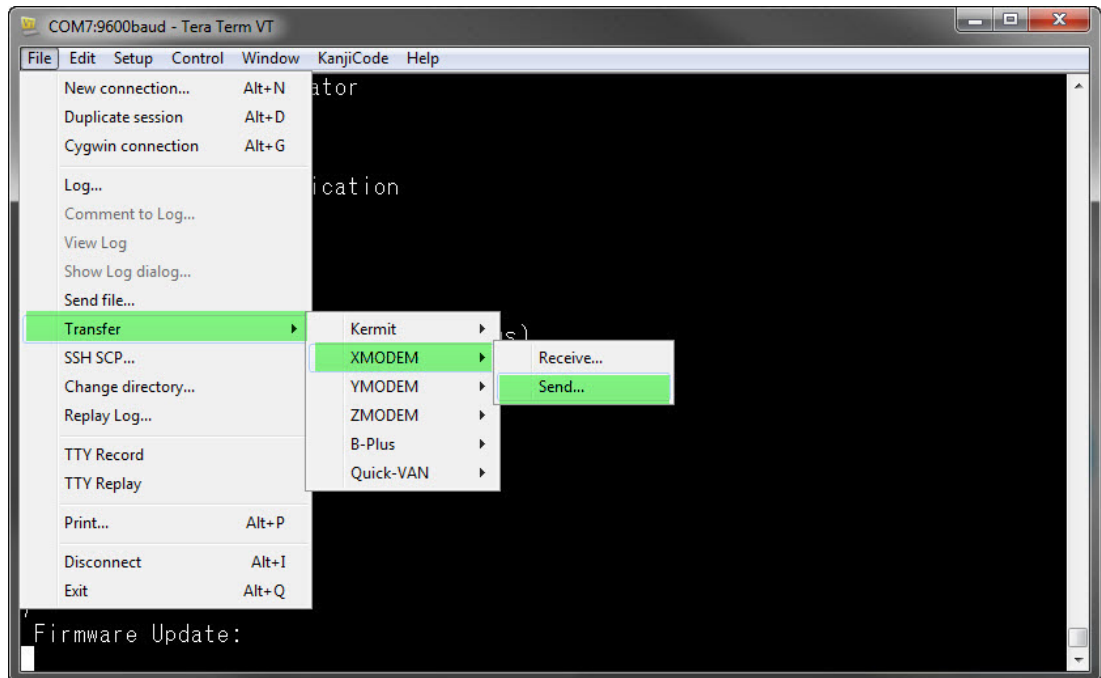 COM7:9600baud - Tera Term VT
File Edit Setup Control Window KanjiCode Help
New connection... Alt+N
Duplicate session Alt+D
Cygwin connection Alt+G
Log...
Comment to Log...
View Log
Show Log dialog...
Send file...
Transfer
SSH SCP...
Change directory...
Replay Log...
TTY Record
TTY Replay
Print... Alt+P
Disconnect Alt+I
Exit Alt+Q
Kermit
XMODEM
YMODEM
ZMODEM
B-Plus
Quick-VAN
Receive...
Send...
ator
ication
s)
Firmware Update: